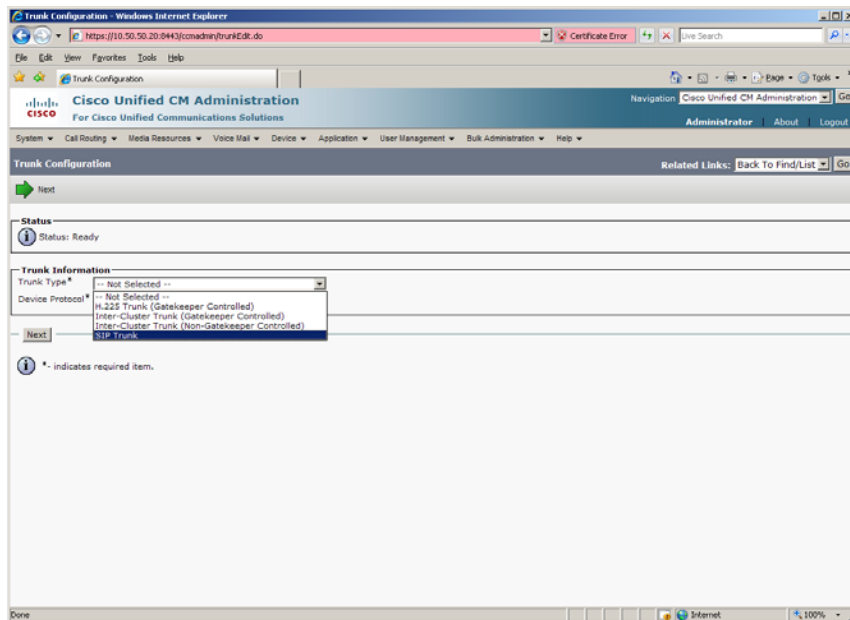 Trunk Configuration - Windows Internet Explorer
https://10.50.50.20:8443/ccmadmin/trunkEdit.do
Certificate Error
Live Search
File Edit View Favorites Tools Help
Trunk Configuration
Page Tools
cisco
Cisco Unified CM Administration
For Cisco Unified Communications Solutions
Navigation Cisco Unified CM Administration Go
Administrator | About | Logout
System Call Routing Media Resources Voice Mail Device Application User Management Bulk Administration Help
Trunk Configuration
Related Links: Back To Find/List Go
Next
Status
Status: Ready
Trunk Information
Trunk Type* -- Not Selected --
Device Protocol* -- Not Selected --
H.225 Trunk (Gatekeeper Controlled)
Inter-Cluster Trunk (Gatekeeper Controlled)
Inter-Cluster Trunk (Non-Gatekeeper Controlled)
SIP Trunk
Next
*- indicates required item.
Done
Internet
100%